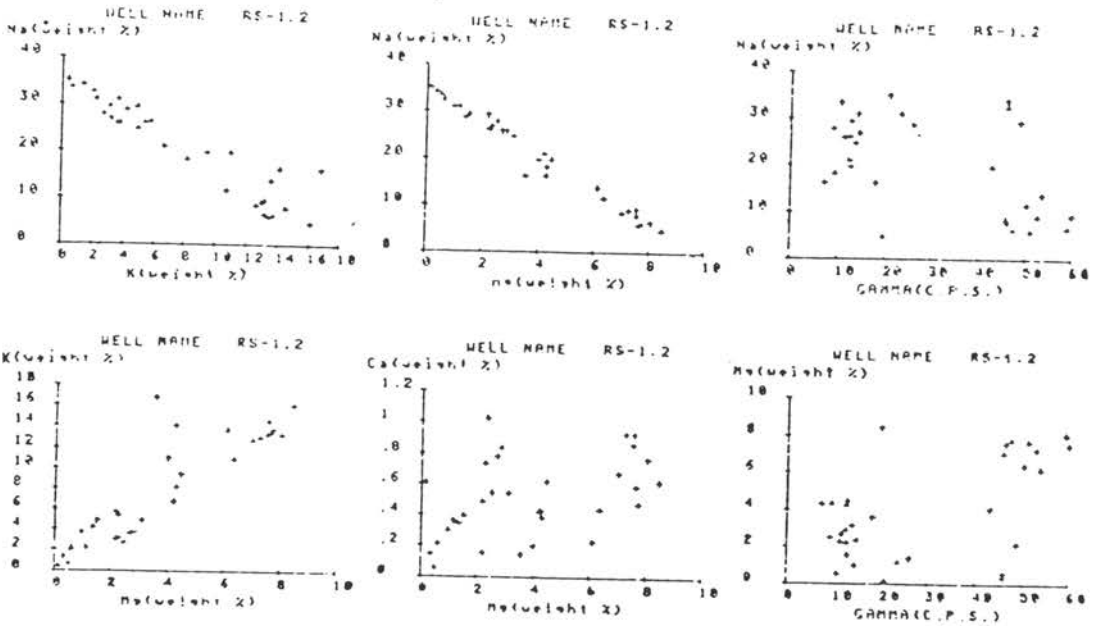 WELL NAME RS-1.2
Na(weight %)
40
30
20
10
0
0 2 4 6 8 10 12 14 16 18
K(weight %)
WELL NAME RS-1.2
Na(weight %)
40
30
20
10
0
0 2 4 6 8 10
Mg(weight %)
WELL NAME RS-1.2
Na(weight %)
40
30
20
10
0
0 10 20 30 40 50 60
GAMMA(C.P.S.)
WELL NAME RS-1.2
K(weight %)
18
16
14
12
10
8
6
4
2
0
0 2 4 6 8 10
Mg(weight %)
WELL NAME RS-1.2
Ca(weight %)
1.2
1
.8
.6
.4
.2
0
0 2 4 6 8 10
Mg(weight %)
WELL NAME RS-1.2
Mg(weight %)
10
8
6
4
2
0
0 10 20 30 40 50 60
GAMMA(C.P.S.)